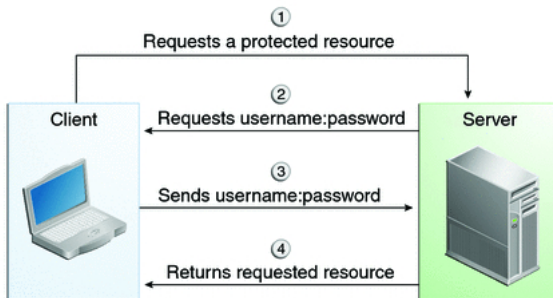 1
Requests a protected resource
2
Client
Requests username:password
Server
3
Sends username:password
4
Returns requested resource